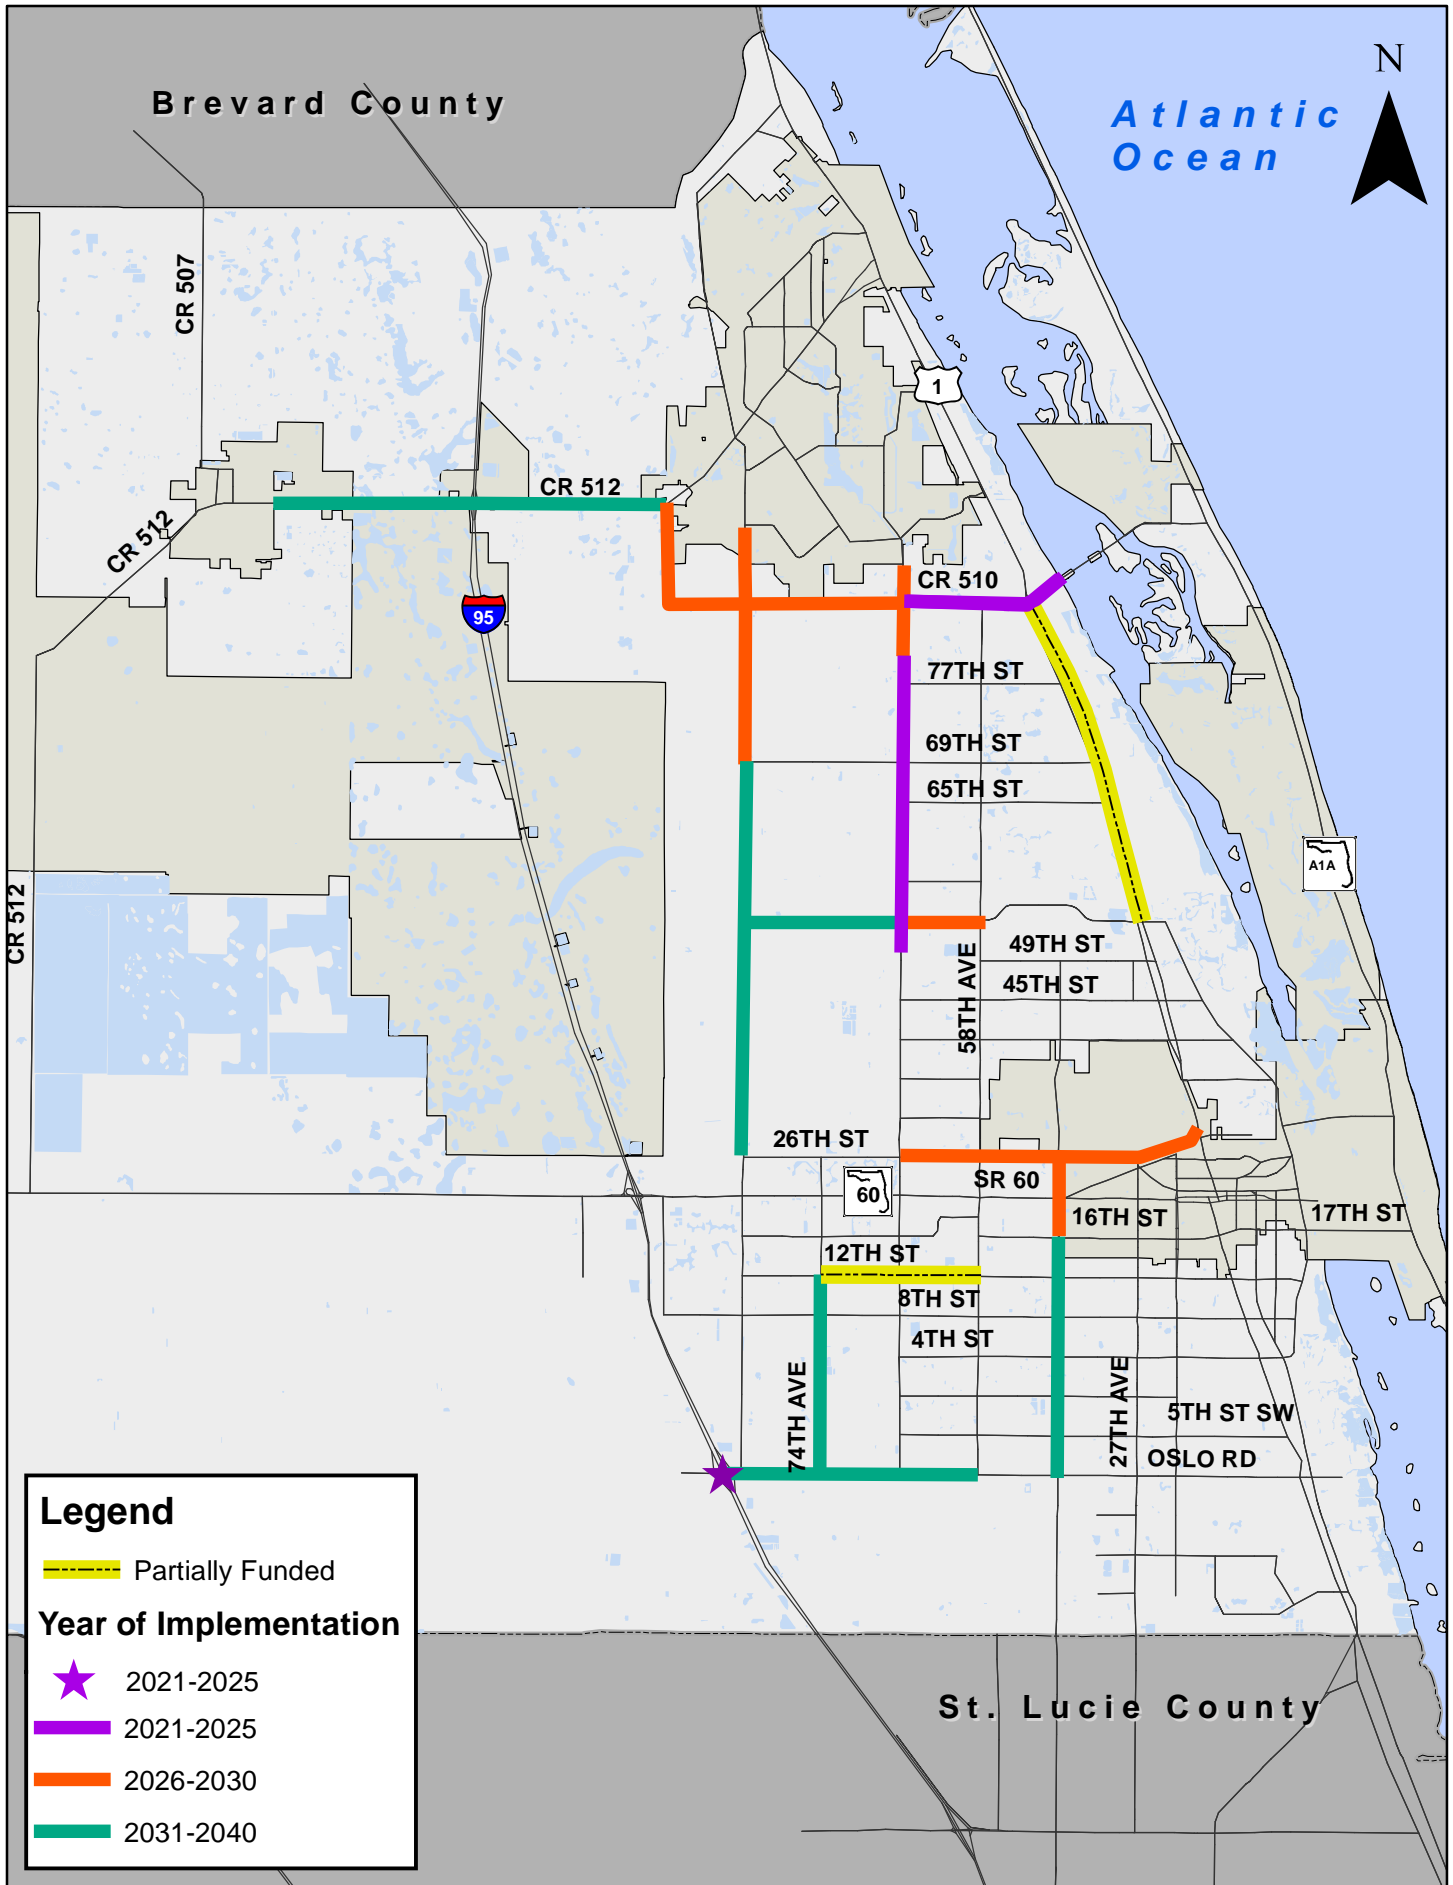 Brevard County
N
Atlantic
Ocean
CR 507
1
CR 512
CR 512
CR 510
95
77TH ST
69TH ST
65TH ST
A1A
CR 512
49TH ST
58TH AVE
45TH ST
26TH ST
SR 60
60
16TH ST
17TH ST
12TH ST
8TH ST
4TH ST
74TH AVE
27TH AVE
5TH ST SW
OSLO RD
Legend
Partially Funded
Year of Implementation
2021-2025
2021-2025
2026-2030
2031-2040
St. Lucie County